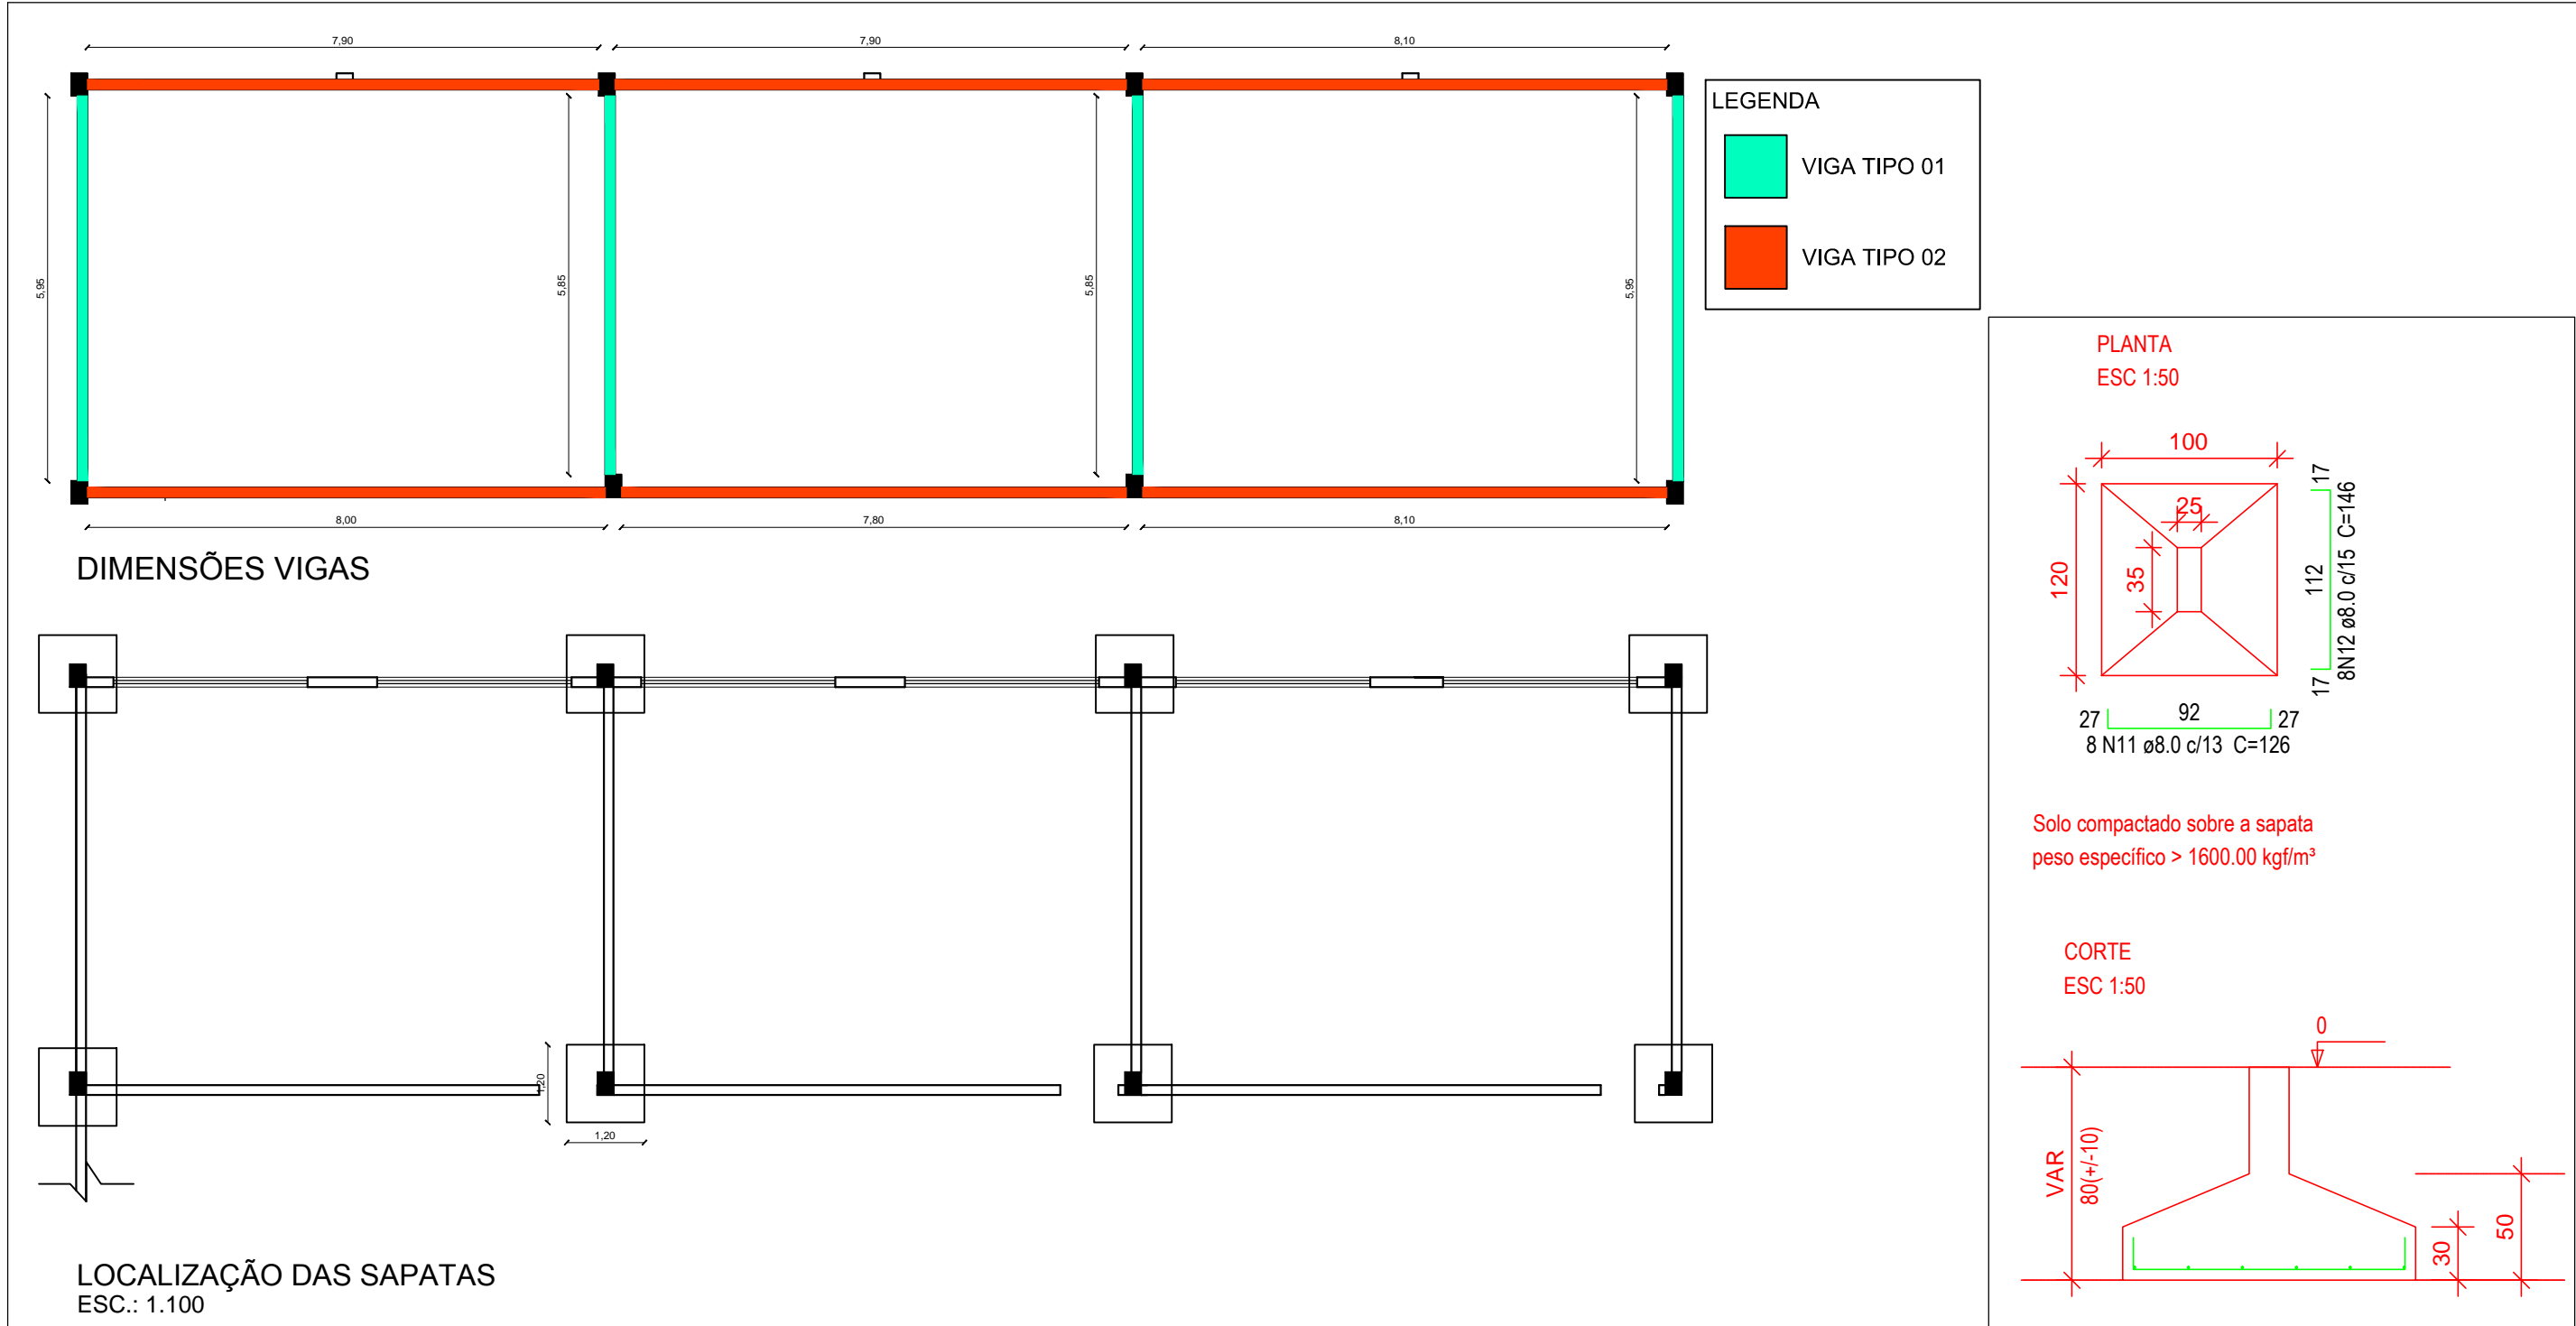 7,90
7,90
8,10
5,95
5,85
5,85
5,95
8,00
7,80
8,10
DIMENSÕES VIGAS
LEGENDA
VIGA TIPO 01
VIGA TIPO 02
1,20
1,20
LOCALIZAÇÃO DAS SAPATAS
ESC.: 1.100
PLANTA
ESC 1:50
100
25
120
35
17
112
17
8N12 ø8.0 c/15 C=146
27
92
27
8 N11 ø8.0 c/13 C=126
Solo compactado sobre a sapata
peso específico > 1600.00 kgf/m³
CORTE
ESC 1:50
0
VAR
80(+/-10)
30
50